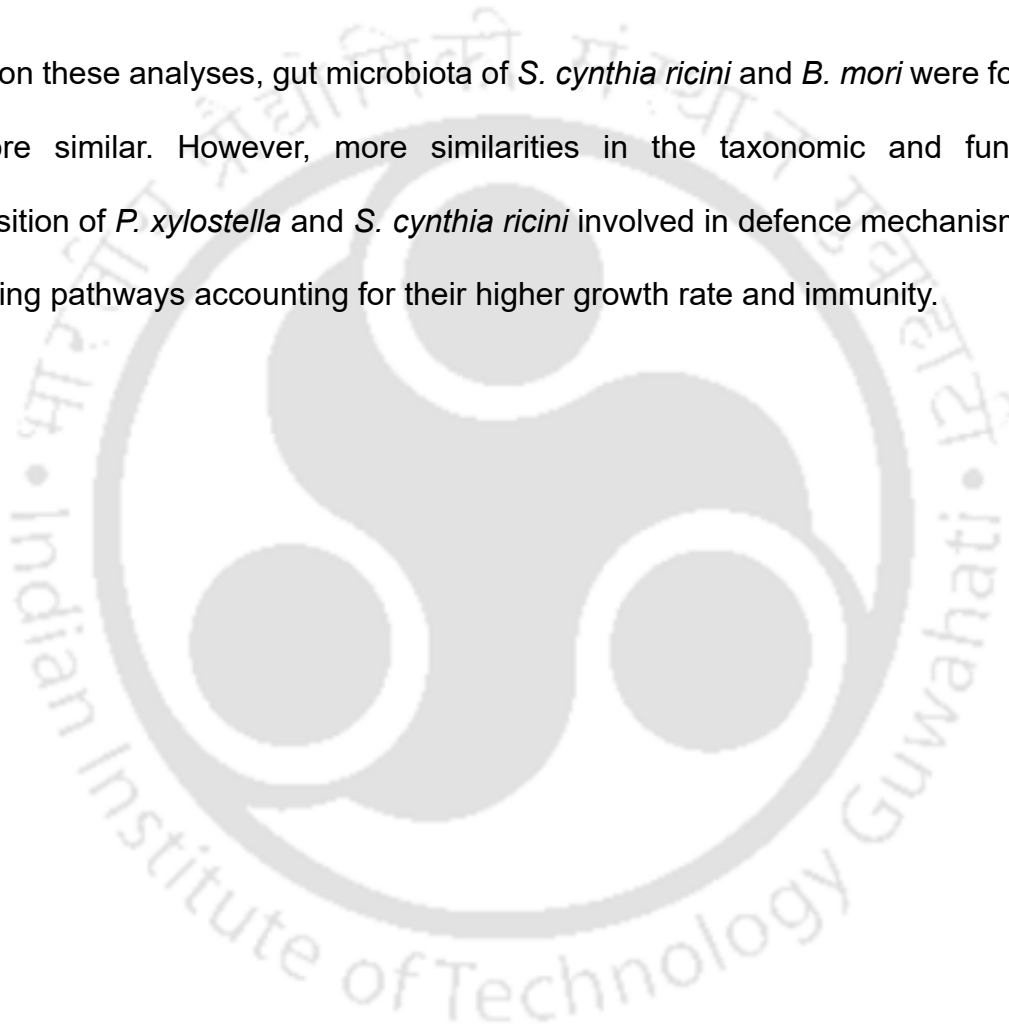 on these analyses, gut microbiota of S. cynthia ricini and B. mori were fo
re similar. However, more similarities in the taxonomic and fun
sition of P. xylostella and S. cynthia ricini involved in defence mechanisr
ing pathways accounting for their higher growth rate and immunity.
भारतीय प्रौद्योगिकी संस्थान गुवाहाटी
Indian Institute of Technology Guwahati